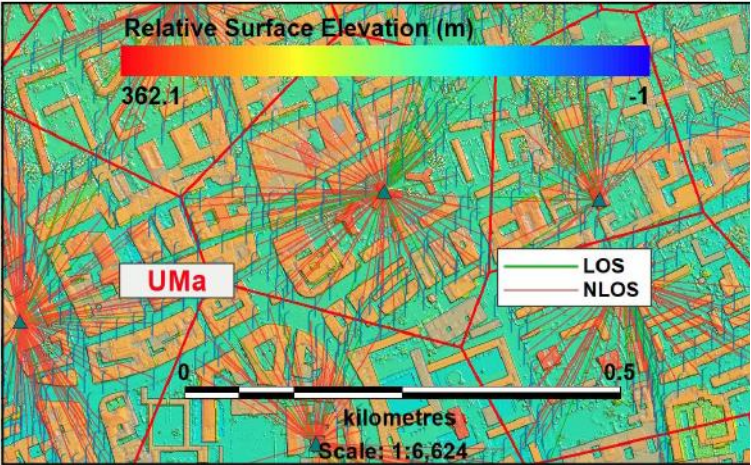 Relative Surface Elevation (m)
362.1 -1
UMa
LOS
NLOS
0 0.5
kilometres
Scale: 1:6,624